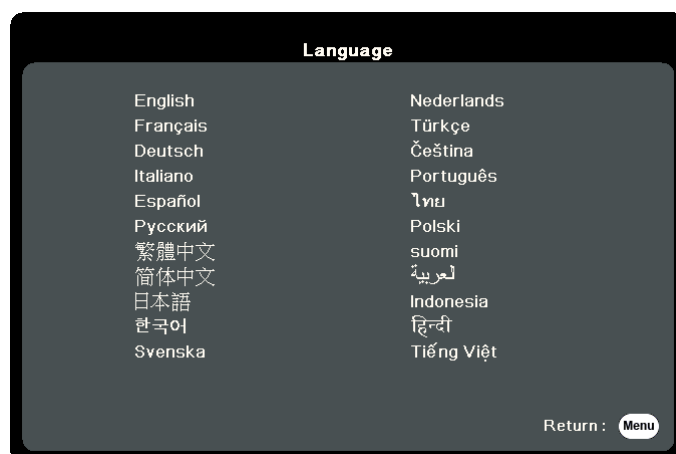 Language
English
Français
Deutsch
Italiano
Español
Русский
繁體中文
简体中文
日本語
한국어
Svenska
Nederlands
Türkçe
Čeština
Português
ไทย
Polski
suomi
العربية
Indonesia
हिन्दी
Tiếng Việt
Return : Menu